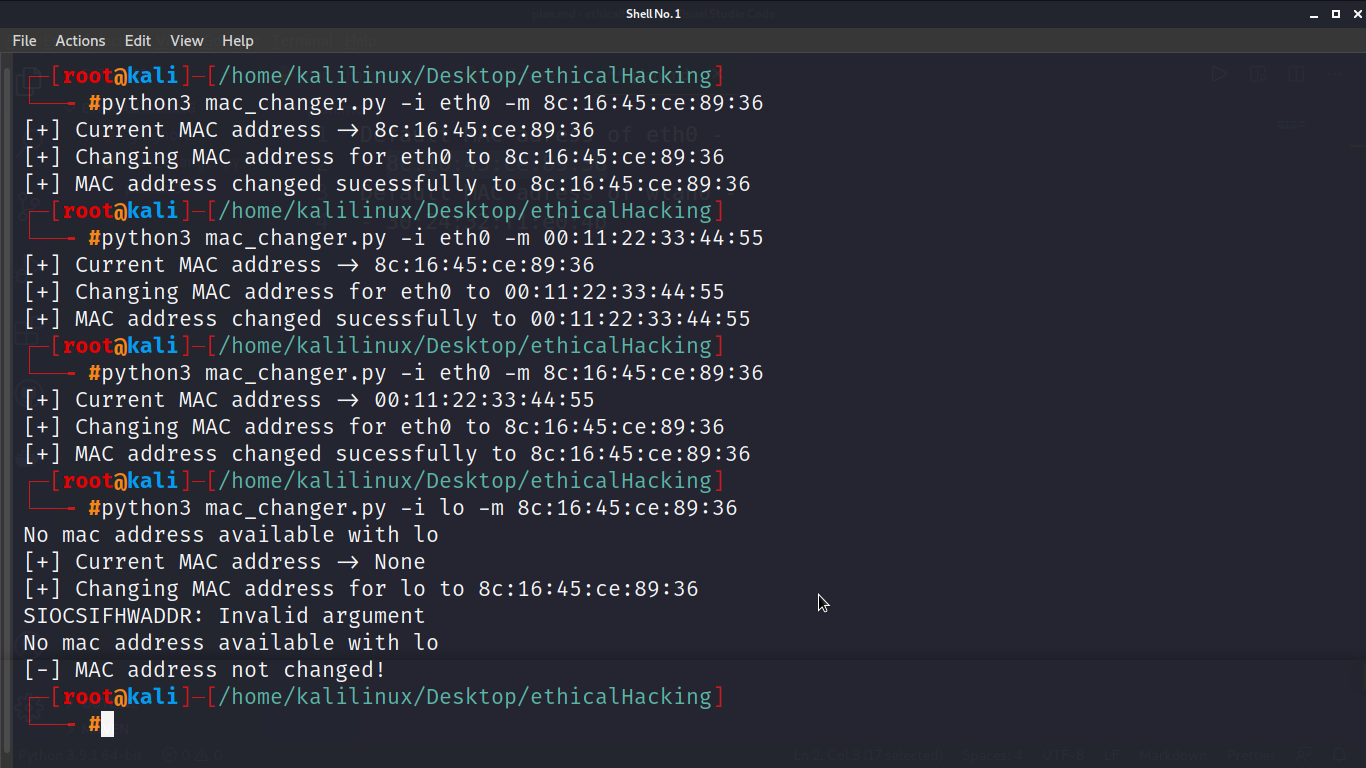 Shell No. 1
File Actions Edit View Help
┌─[root@kali]─[/home/kalilinux/Desktop/ethicalHacking]
└──╼ #python3 mac_changer.py -i eth0 -m 8c:16:45:ce:89:36
[+] Current MAC address -> 8c:16:45:ce:89:36
[+] Changing MAC address for eth0 to 8c:16:45:ce:89:36
[+] MAC address changed sucessfully to 8c:16:45:ce:89:36
┌─[root@kali]─[/home/kalilinux/Desktop/ethicalHacking]
└──╼ #python3 mac_changer.py -i eth0 -m 00:11:22:33:44:55
[+] Current MAC address -> 8c:16:45:ce:89:36
[+] Changing MAC address for eth0 to 00:11:22:33:44:55
[+] MAC address changed sucessfully to 00:11:22:33:44:55
┌─[root@kali]─[/home/kalilinux/Desktop/ethicalHacking]
└──╼ #python3 mac_changer.py -i eth0 -m 8c:16:45:ce:89:36
[+] Current MAC address -> 00:11:22:33:44:55
[+] Changing MAC address for eth0 to 8c:16:45:ce:89:36
[+] MAC address changed sucessfully to 8c:16:45:ce:89:36
┌─[root@kali]─[/home/kalilinux/Desktop/ethicalHacking]
└──╼ #python3 mac_changer.py -i lo -m 8c:16:45:ce:89:36
No mac address available with lo
[+] Current MAC address -> None
[+] Changing MAC address for lo to 8c:16:45:ce:89:36
SIOCSIFHWADDR: Invalid argument
No mac address available with lo
[-] MAC address not changed!
┌─[root@kali]─[/home/kalilinux/Desktop/ethicalHacking]
└──╼ #